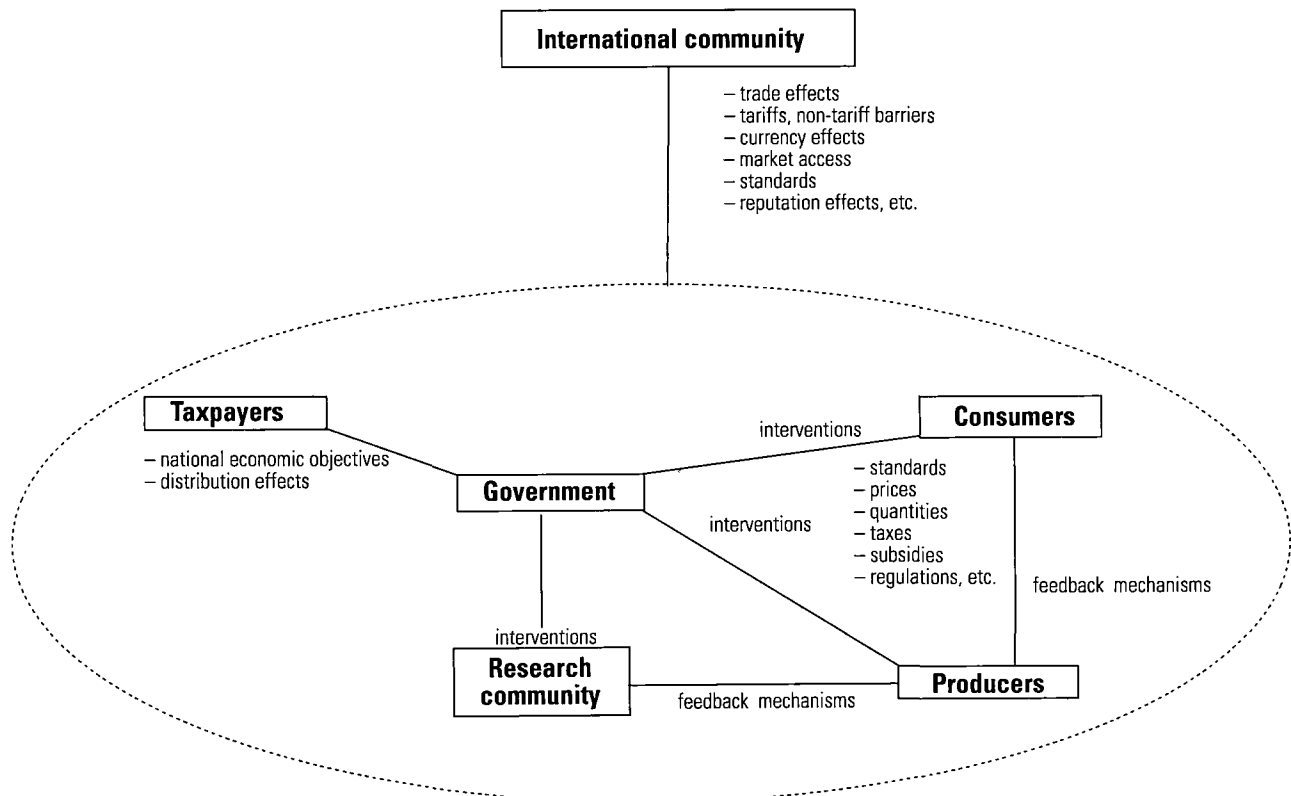 International community
– trade effects
– tariffs, non-tariff barriers
– currency effects
– market access
– standards
– reputation effects, etc.
Taxpayers
– national economic objectives
– distribution effects
Government
interventions
Consumers
– standards
– prices
– quantities
– taxes
– subsidies
– regulations, etc.
interventions
feedback mechanisms
interventions
Research
community
feedback mechanisms
Producers